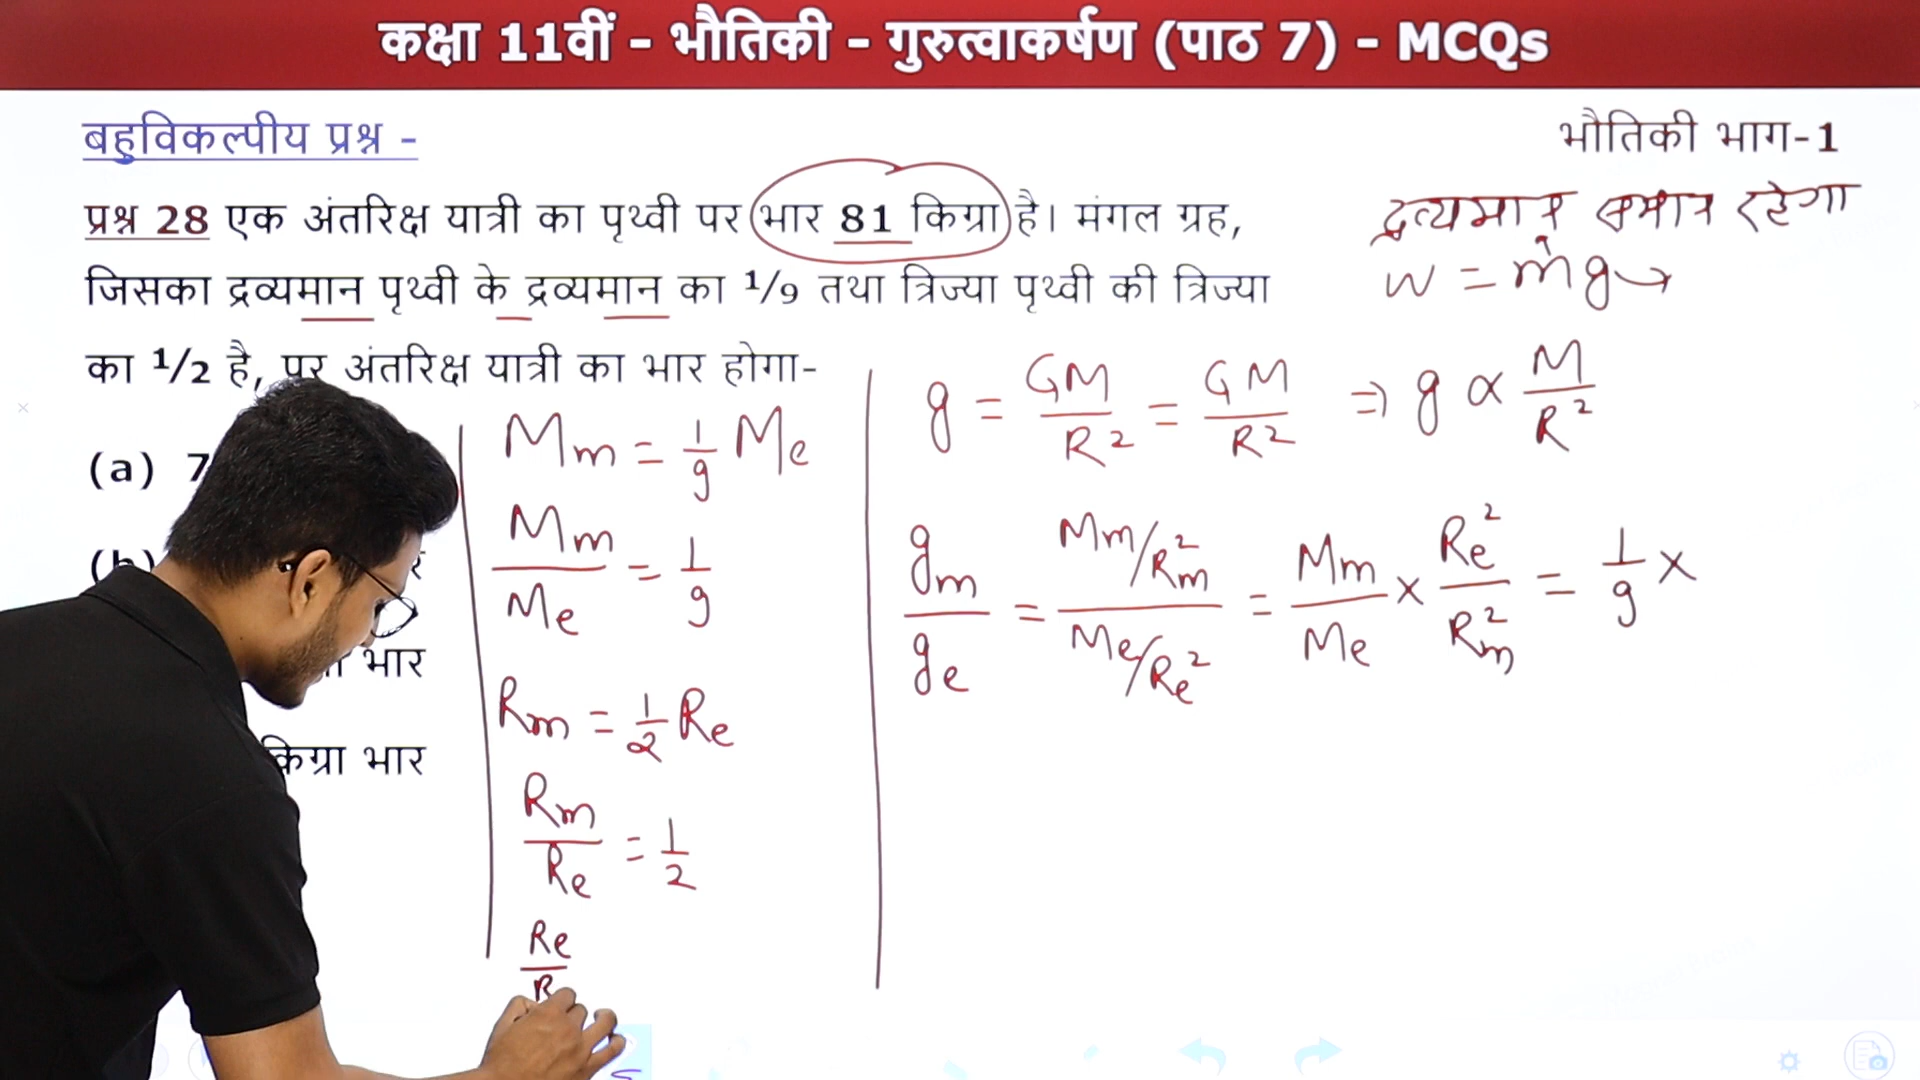 कक्षा 11वीं - भौतिकी - गुरुत्वाकर्षण (पाठ 7) - MCQs
बहुविकल्पीय प्रश्न -
भौतिकी भाग-1
प्रश्न 28 एक अंतरिक्ष यात्री का पृथ्वी पर भार 81 किग्रा है। मंगल ग्रह,
जिसका द्रव्यमान पृथ्वी के द्रव्यमान का 1/9 तथा त्रिज्या पृथ्वी की त्रिज्या
का 1/2 है, पर अंतरिक्ष यात्री का भार होगा-
(a) 7
(b)
भार
किग्रा भार
द्रव्यमान समान रहेगा
W = mg
Mm = 1/9 Me
Mm/Me = 1/9
Rm = 1/2 Re
Rm/Re = 1/2
Re
g = GM/R² = GM/R² ⇒ g ∝ M/R²
gm/ge = (Mm/Rm²)/(Me/Re²) = Mm/Me × Re²/Rm² = 1/9 ×